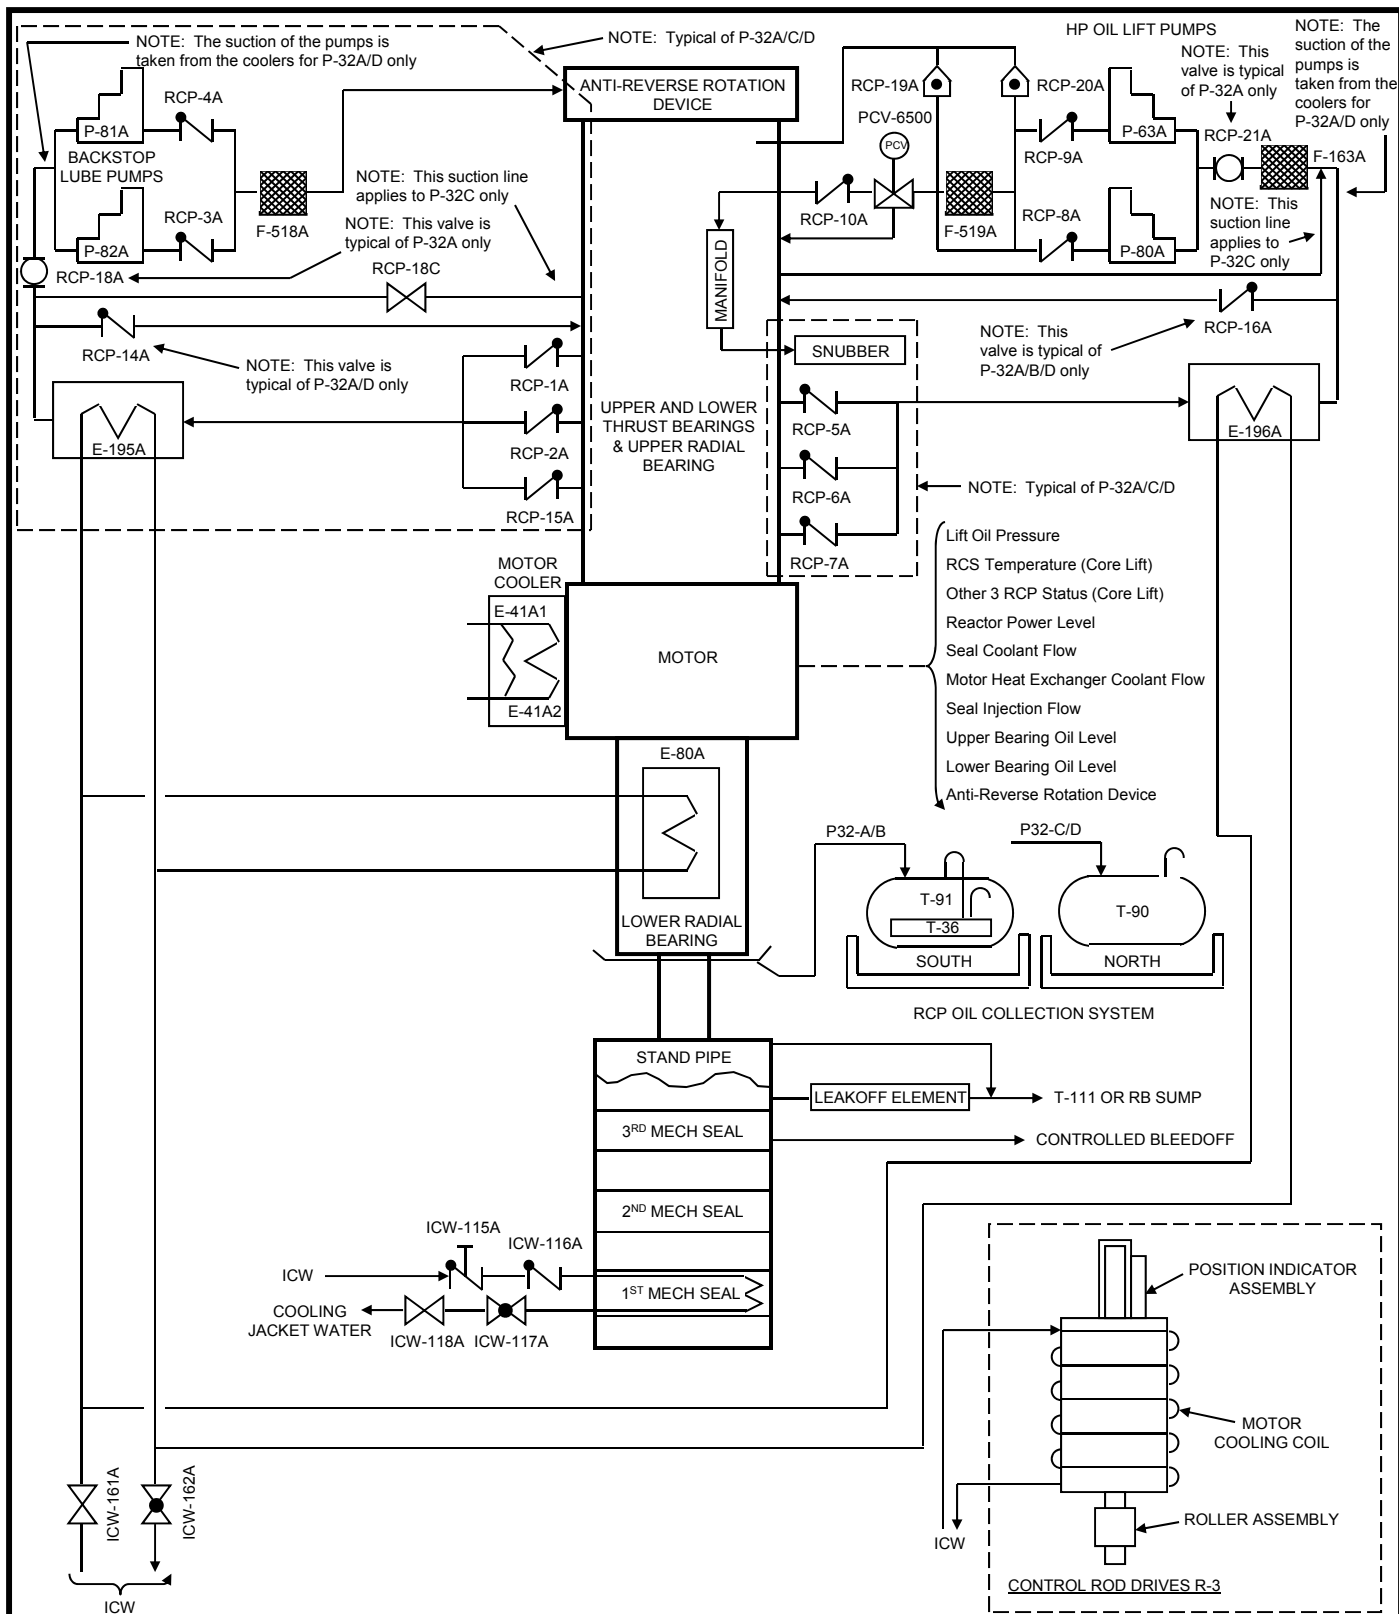 NOTE: The suction of the pumps is
taken from the coolers for P-32A/D only
NOTE: Typical of P-32A/C/D
HP OIL LIFT PUMPS
NOTE: The
suction of the
pumps is
taken from the
coolers for
P-32A/D only
NOTE: This
valve is typical
of P-32A only
ANTI-REVERSE ROTATION
DEVICE
RCP-4A
P-81A
BACKSTOP
LUBE PUMPS
RCP-3A
P-82A
F-518A
RCP-18A
NOTE: This suction line
applies to P-32C only
NOTE: This valve is
typical of P-32A only
RCP-18C
RCP-14A
NOTE: This valve is
typical of P-32A/D only
RCP-1A
RCP-2A
RCP-15A
E-195A
RCP-19A
RCP-20A
PCV-6500
PCV
RCP-9A
P-63A
RCP-21A
F-163A
RCP-10A
F-519A
RCP-8A
P-80A
NOTE: This
suction line
applies to
P-32C only
MANIFOLD
SNUBBER
NOTE: This
valve is typical of
P-32A/B/D only
RCP-16A
UPPER AND LOWER
THRUST BEARINGS
& UPPER RADIAL
BEARING
RCP-5A
RCP-6A
RCP-7A
E-196A
NOTE: Typical of P-32A/C/D
Lift Oil Pressure
RCS Temperature (Core Lift)
Other 3 RCP Status (Core Lift)
Reactor Power Level
Seal Coolant Flow
Motor Heat Exchanger Coolant Flow
Seal Injection Flow
Upper Bearing Oil Level
Lower Bearing Oil Level
Anti-Reverse Rotation Device
MOTOR
COOLER
E-41A1
E-41A2
MOTOR
E-80A
LOWER RADIAL
BEARING
P32-A/B
P32-C/D
T-91
T-36
T-90
SOUTH
NORTH
RCP OIL COLLECTION SYSTEM
STAND PIPE
LEAKOFF ELEMENT
T-111 OR RB SUMP
3RD MECH SEAL
CONTROLLED BLEEDOFF
2ND MECH SEAL
1ST MECH SEAL
ICW-115A
ICW-116A
ICW
COOLING
JACKET WATER
ICW-118A
ICW-117A
POSITION INDICATOR
ASSEMBLY
MOTOR
COOLING COIL
ROLLER ASSEMBLY
ICW
CONTROL ROD DRIVES R-3
ICW-161A
ICW-162A
ICW